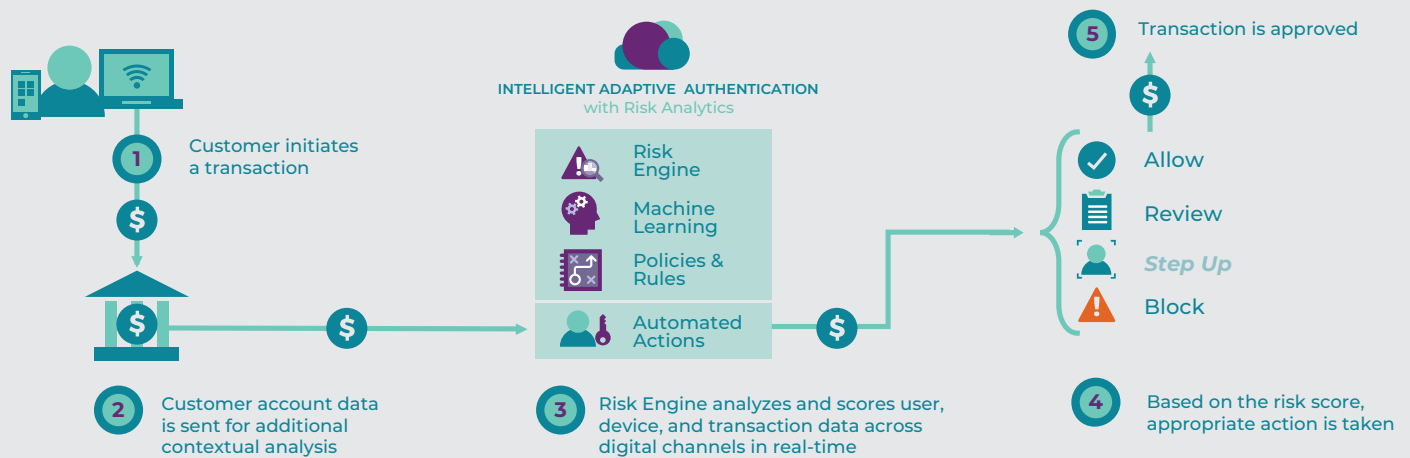 1
Customer initiates
a transaction
$
$
2
Customer account data
is sent for additional
contextual analysis
$
INTELLIGENT ADAPTIVE AUTHENTICATION
with Risk Analytics
Risk
Engine
Machine
Learning
Policies &
Rules
Automated
Actions
3
Risk Engine analyzes and scores user,
device, and transaction data across
digital channels in real-time
$
Allow
Review
Step Up
Block
4
Based on the risk score,
appropriate action is taken
$
5
Transaction is approved